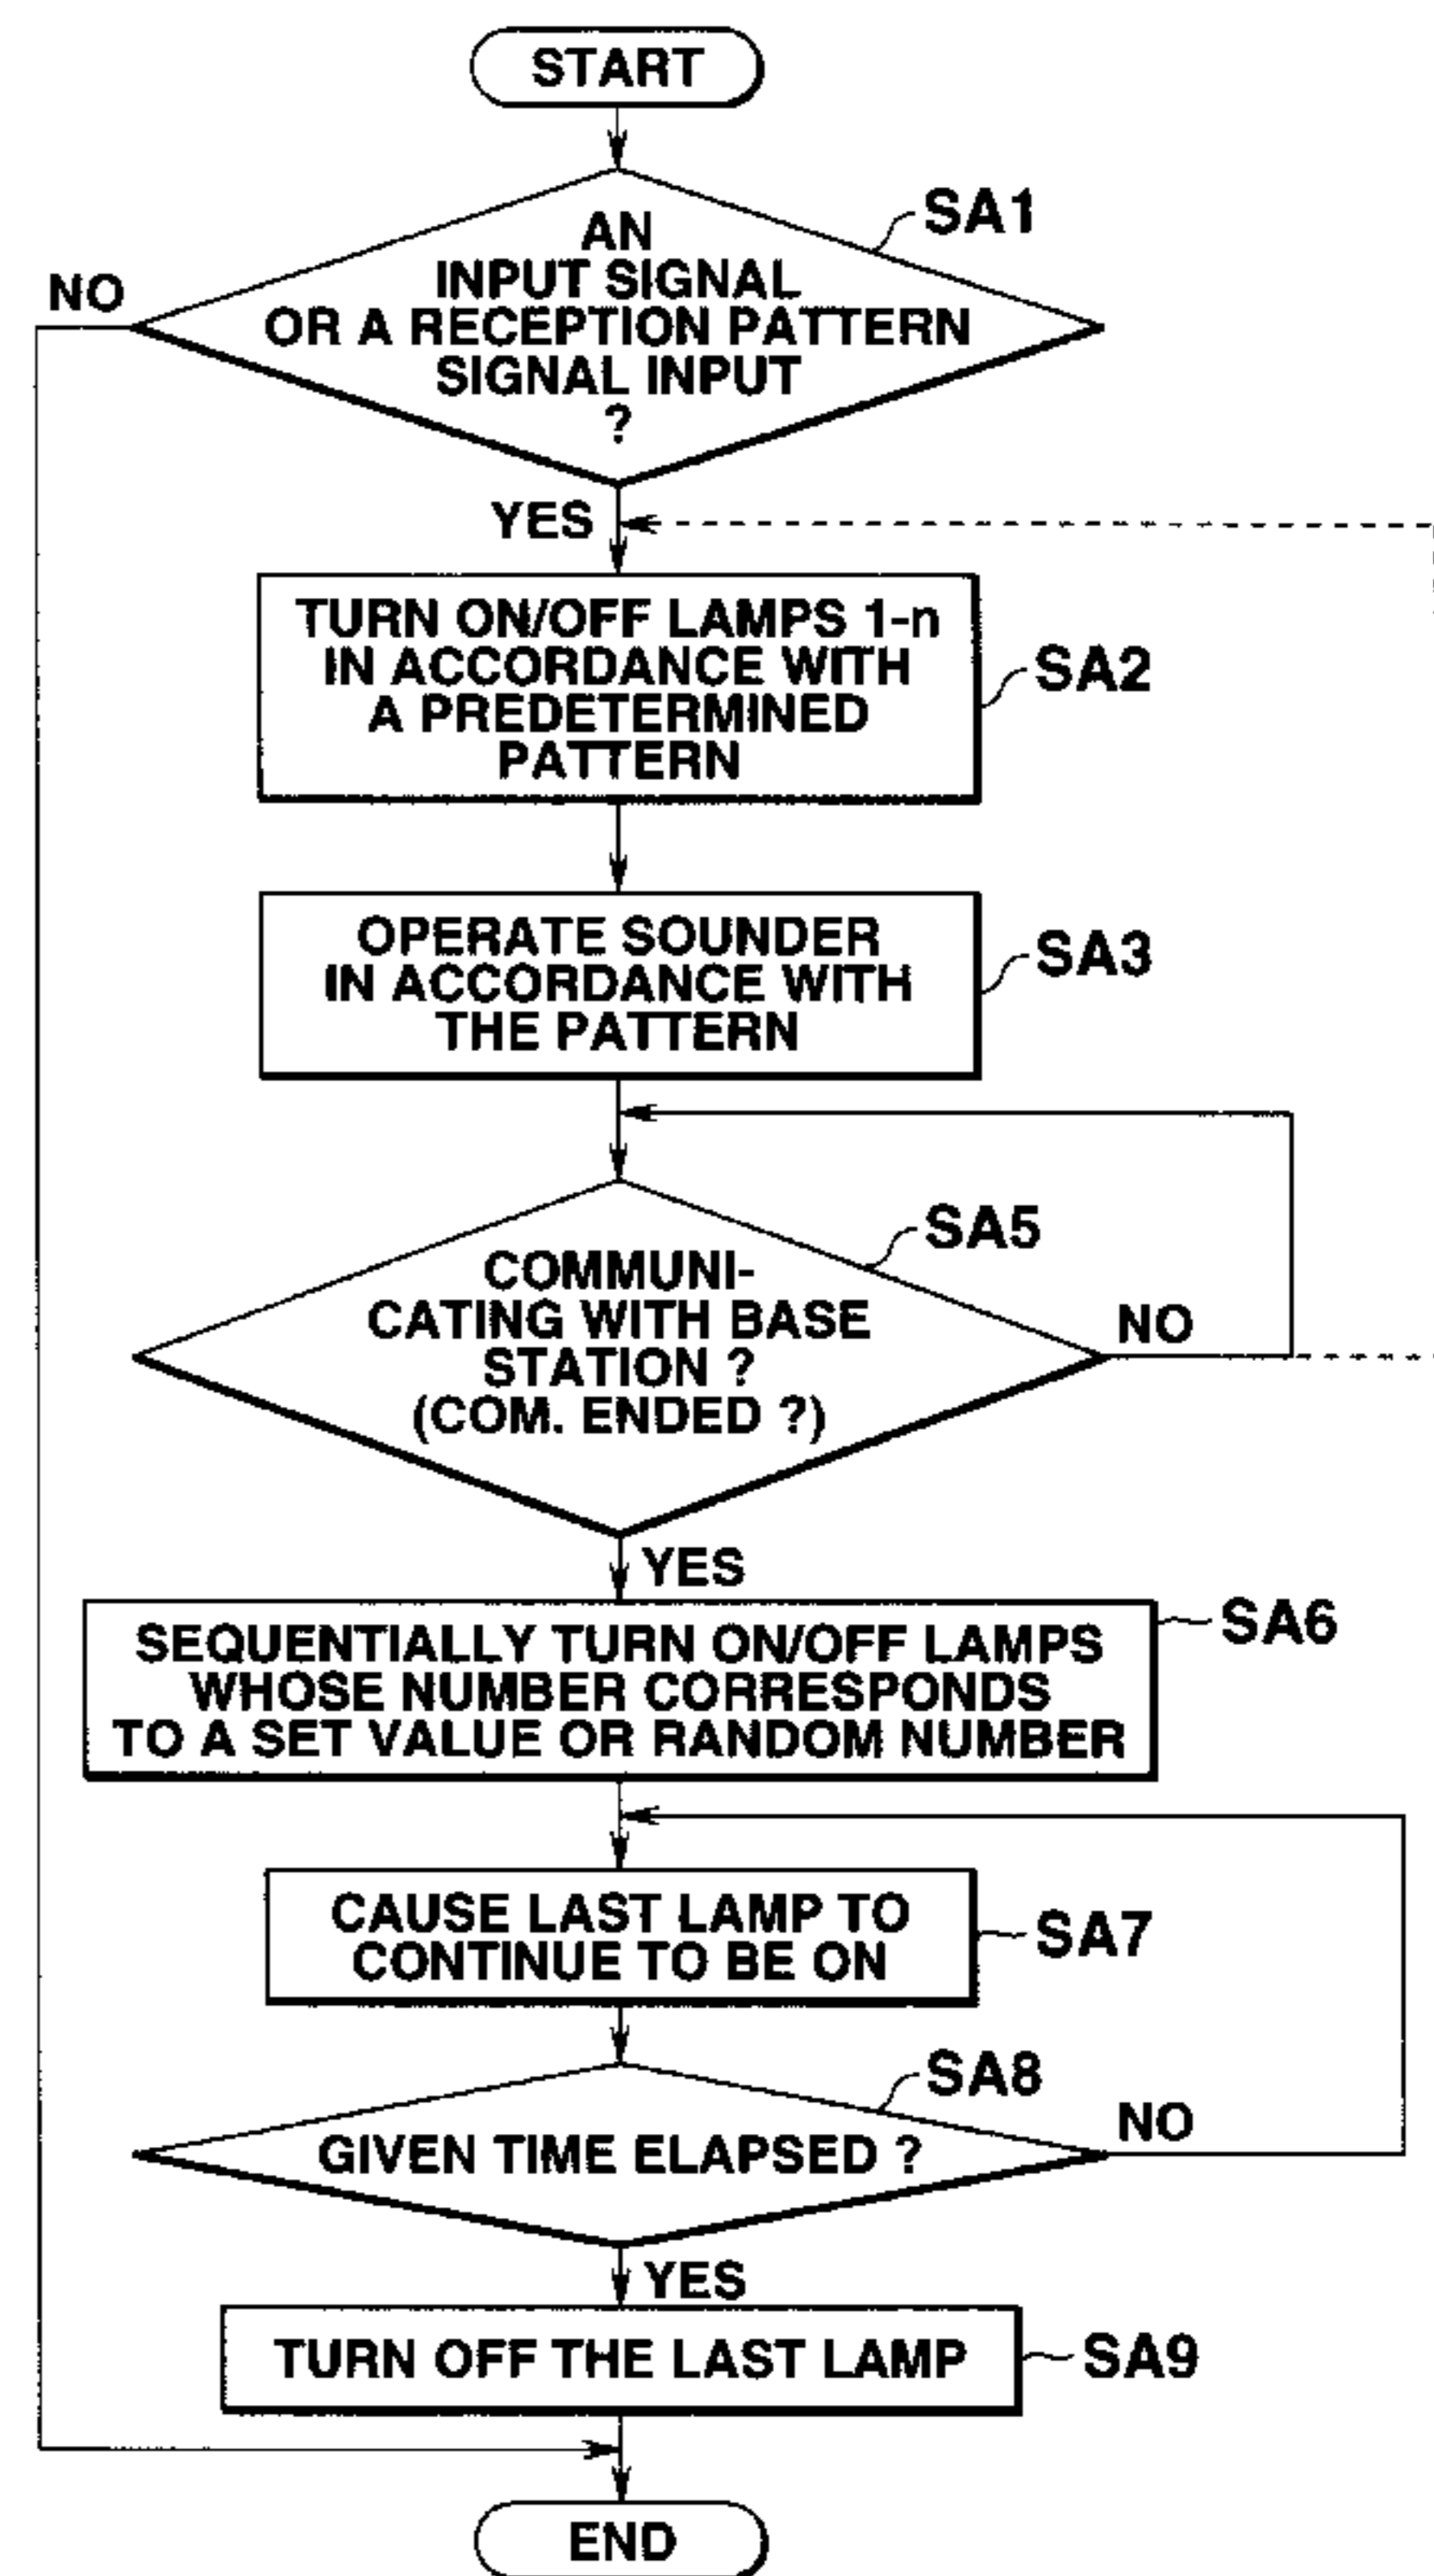 START
SA1
AN
INPUT SIGNAL
OR A RECEPTION PATTERN
SIGNAL INPUT
?
NO
YES
TURN ON/OFF LAMPS 1-n
IN ACCORDANCE WITH
A PREDETERMINED
PATTERN
SA2
OPERATE SOUNDER
IN ACCORDANCE WITH
THE PATTERN
SA3
SA5
COMMUNI-
CATING WITH BASE
STATION ?
(COM. ENDED ?)
NO
YES
SEQUENTIALLY TURN ON/OFF LAMPS
WHOSE NUMBER CORRESPONDS
TO A SET VALUE OR RANDOM NUMBER
SA6
CAUSE LAST LAMP TO
CONTINUE TO BE ON
SA7
SA8
GIVEN TIME ELAPSED ?
NO
YES
TURN OFF THE LAST LAMP
SA9
END